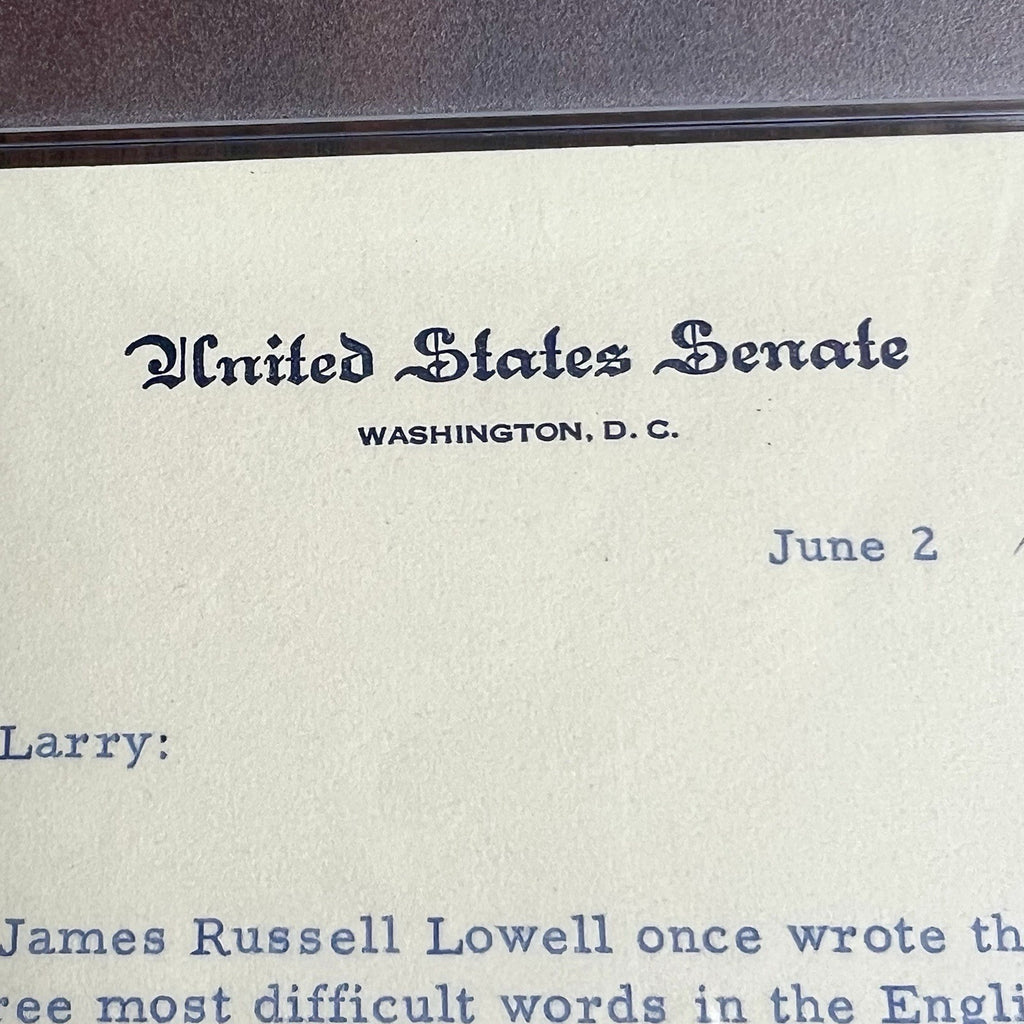 United States Senate
WASHINGTON, D. C.
June 2
Larry:
James Russell Lowell once wrote th
ree most difficult words in the Engli